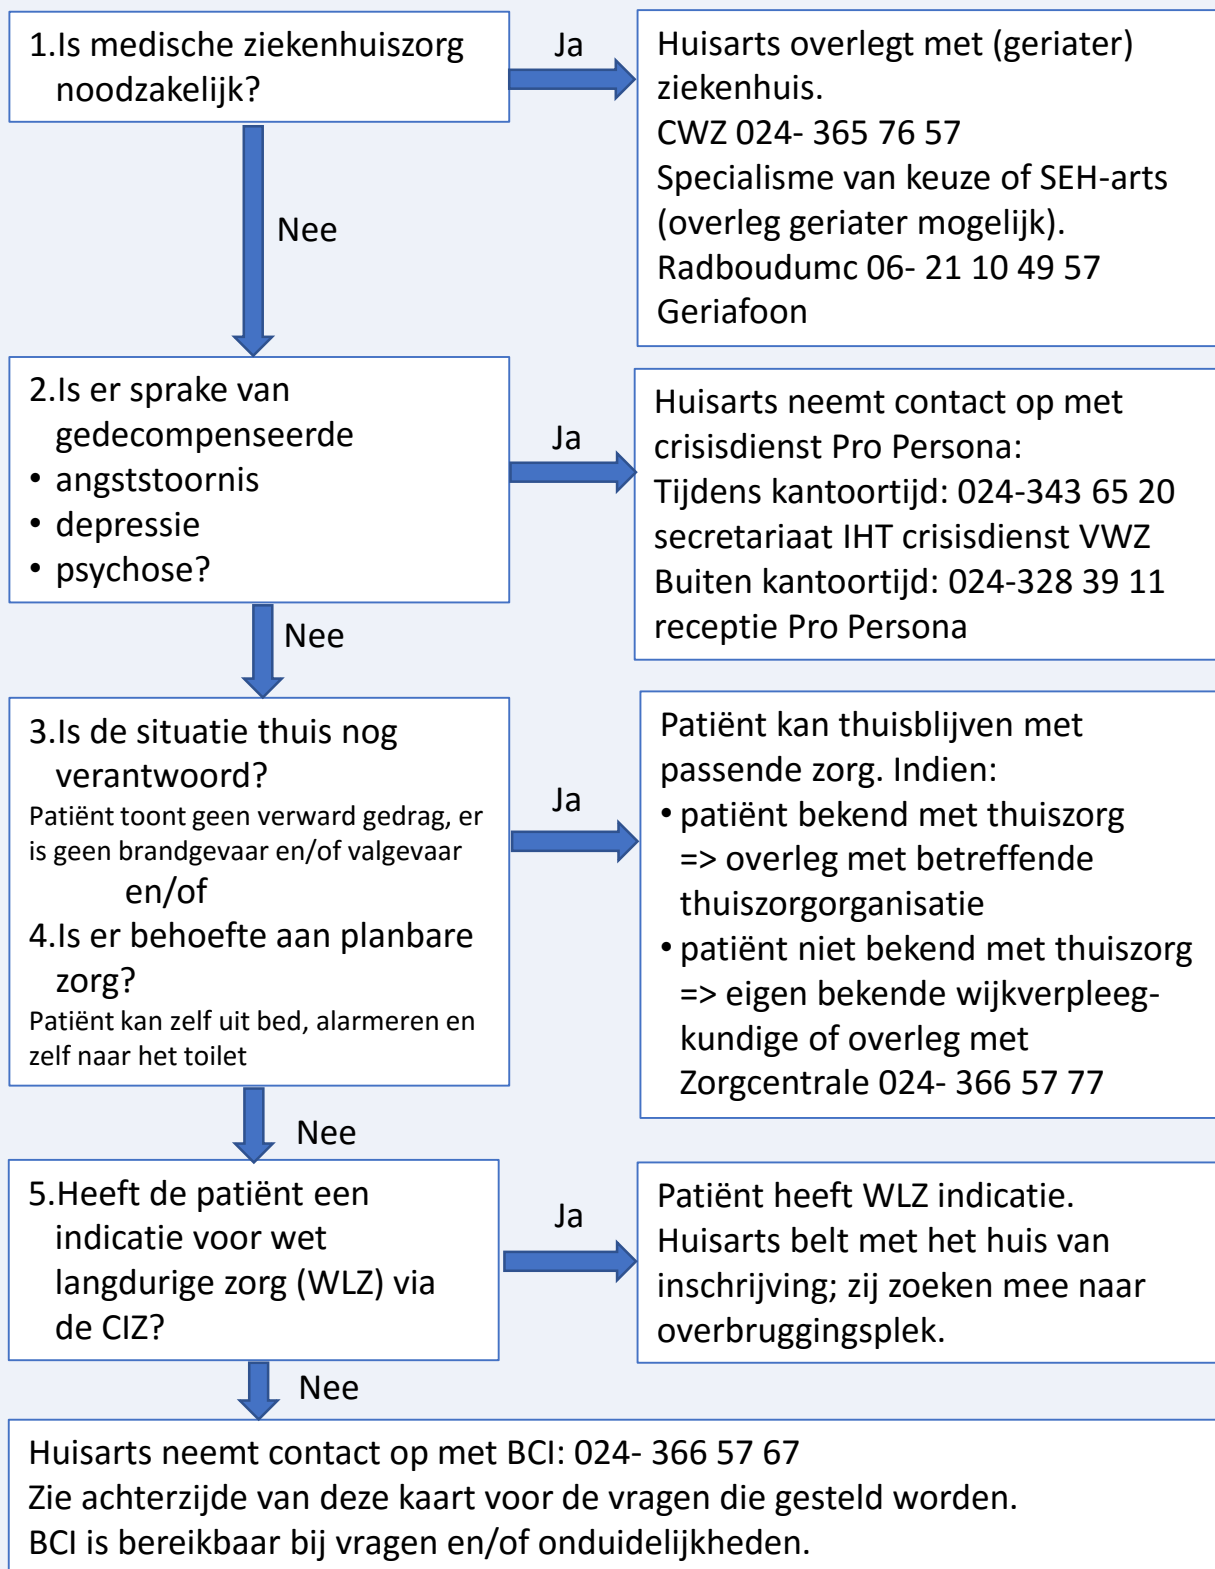 1.Is medische ziekenhuiszorg
noodzakelijk?
Ja
Huisarts overlegt met (geriater)
ziekenhuis.
CWZ 024- 365 76 57
Specialisme van keuze of SEH-arts
(overleg geriater mogelijk).
Radboudumc 06- 21 10 49 57
Geriafoon
Nee
2.Is er sprake van
gedecompenseerde
• angststoornis
• depressie
• psychose?
Ja
Huisarts neemt contact op met
crisisdienst Pro Persona:
Tijdens kantoortijd: 024-343 65 20
secretariaat IHT crisisdienst VWZ
Buiten kantoortijd: 024-328 39 11
receptie Pro Persona
Nee
3.Is de situatie thuis nog
verantwoord?
Patiënt toont geen verward gedrag, er
is geen brandgevaar en/of valgevaar
en/of
4.Is er behoefte aan planbare
zorg?
Patiënt kan zelf uit bed, alarmeren en
zelf naar het toilet
Ja
Patiënt kan thuisblijven met
passende zorg. Indien:
• patiënt bekend met thuiszorg
=> overleg met betreffende
thuiszorgorganisatie
• patiënt niet bekend met thuiszorg
=> eigen bekende wijkverpleeg-
kundige of overleg met
Zorgcentrale 024- 366 57 77
Nee
5.Heeft de patiënt een
indicatie voor wet
langdurige zorg (WLZ) via
de CIZ?
Ja
Patiënt heeft WLZ indicatie.
Huisarts belt met het huis van
inschrijving; zij zoeken mee naar
overbruggingsplek.
Nee
Huisarts neemt contact op met BCI: 024- 366 57 67
Zie achterzijde van deze kaart voor de vragen die gesteld worden.
BCI is bereikbaar bij vragen en/of onduidelijkheden.